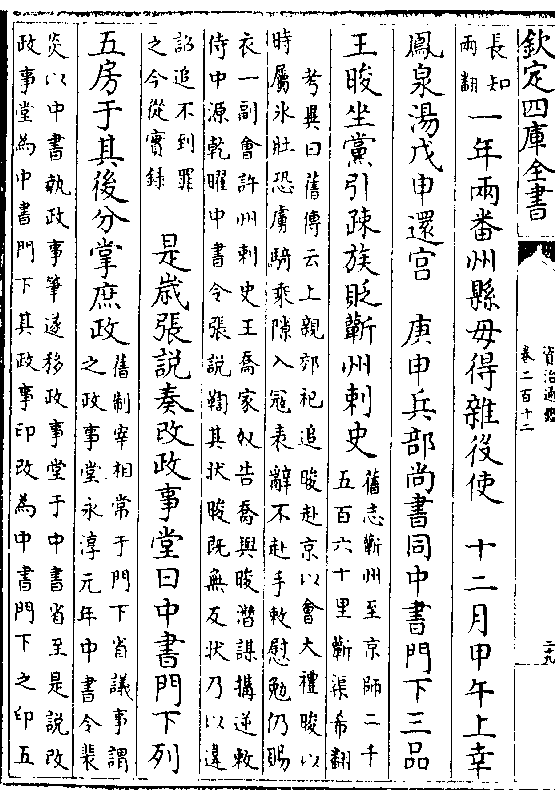 欽定四庫全書
資治通鑑
卷二百十二
二十九
長知
兩翻
一年兩番州縣毋得雜役使　十二月甲午上幸
鳳泉湯戊申還宮　庚申兵部尚書同中書門下三品
王晙坐黨引疎族貶蘄州刺史
舊志蘄州至京師二千
五百六十里蘄渠希翻
考異曰舊傳云上親郊祀追晙赴京以會大禮晙以
時屬氷壯恐虜騎乘隙入冦表辭不赴手敕慰勉仍賜
衣一副會許州刺史王喬家奴告喬與晙潛謀搆逆敕
侍中源乾曜中書令張說鞫其狀晙既無反狀乃以違
詔追不到罪
之今從實錄
是歳張說奏改政事堂曰中書門下列
五房于其後分掌庶政
舊制宰相常于門下省議事謂
之政事堂永淳元年中書令裴
炎以中書執政事筆遂移政事堂于中書省至是說改
政事堂為中書門下其政事印改為中書門下之印五